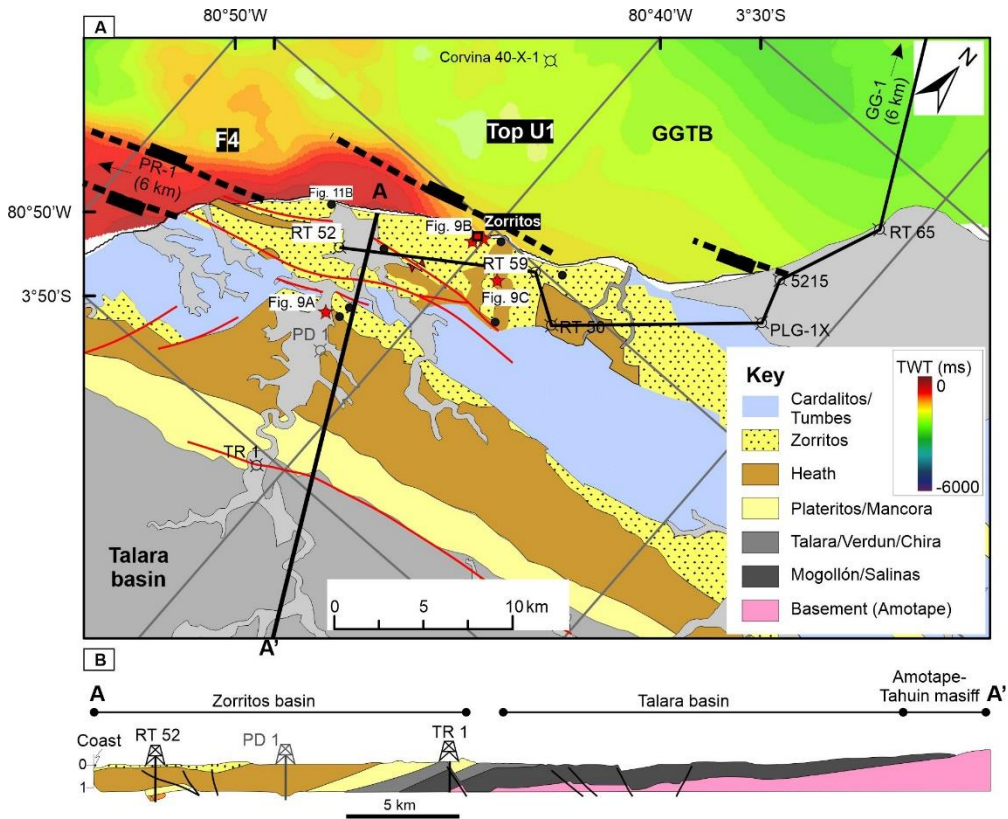 80°50'W
80°40'W
3°30'S
A
Corvina 40-X-1
N
GG-1
(6 km)
F4
Top U1
GGTB
PR-1
(6 km)
Fig. 11B
A
80°50'W
RT 52
Fig. 9B
Zorritos
RT 59
RT 65
5215
3°50'S
Fig. 9A
Fig. 9C
PD
RT 50
PLG-1X
TR 1
Talara
basin
0
5
10 km
A'
Key
Cardalitos/
Tumbes
Zorritos
Heath
Plateritos/Mancora
Talara/Verdun/Chira
Mogollón/Salinas
Basement (Amotape)
TWT (ms)
0
-6000
B
A
Zorritos basin
Talara basin
Amotape-
Tahuin masiff
A'
Coast
RT 52
PD 1
TR 1
0
1
5 km